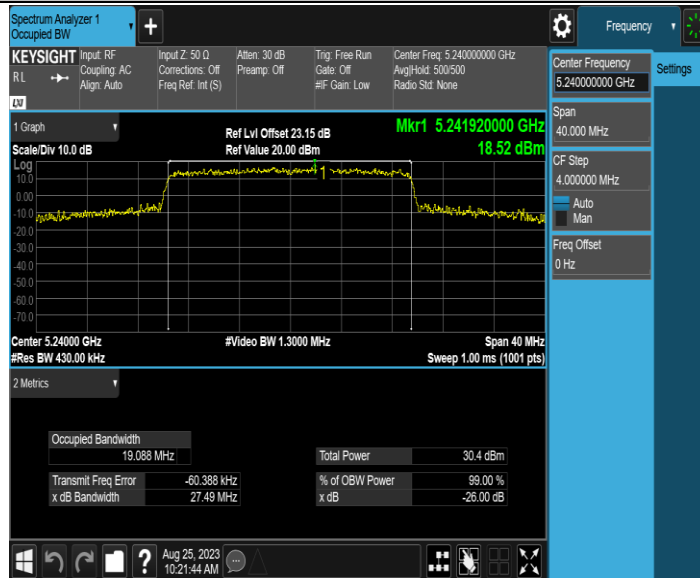 Spectrum Analyzer 1
Occupied BW
+
Frequency
KEYSIGHT
RL
LXI
Input: RF
Coupling: AC
Align: Auto
Input Z: 50 Ω
Corrections: Off
Freq Ref: Int (S)
Atten: 30 dB
Preamp: Off
Trig: Free Run
Gate: Off
#IF Gain: Low
Center Freq: 5.240000000 GHz
Avg|Hold: 500/500
Radio Std: None
Center Frequency
5.240000000 GHz
Settings
Span
40.000 MHz
CF Step
4.000000 MHz
Auto
Man
Freq Offset
0 Hz
1 Graph
Scale/Div 10.0 dB
Ref Lvl Offset 23.15 dB
Ref Value 20.00 dBm
Mkr1 5.241920000 GHz
18.52 dBm
Log
10.0
0.00
-10.0
-20.0
-30.0
-40.0
-50.0
-60.0
-70.0
1
Center 5.24000 GHz
#Res BW 430.00 kHz
#Video BW 1.3000 MHz
Span 40 MHz
Sweep 1.00 ms (1001 pts)
2 Metrics
Occupied Bandwidth
19.088 MHz
Total Power 30.4 dBm
Transmit Freq Error -60.388 kHz
% of OBW Power 99.00 %
x dB Bandwidth 27.49 MHz
x dB -26.00 dB
?
Aug 25, 2023
10:21:44 AM